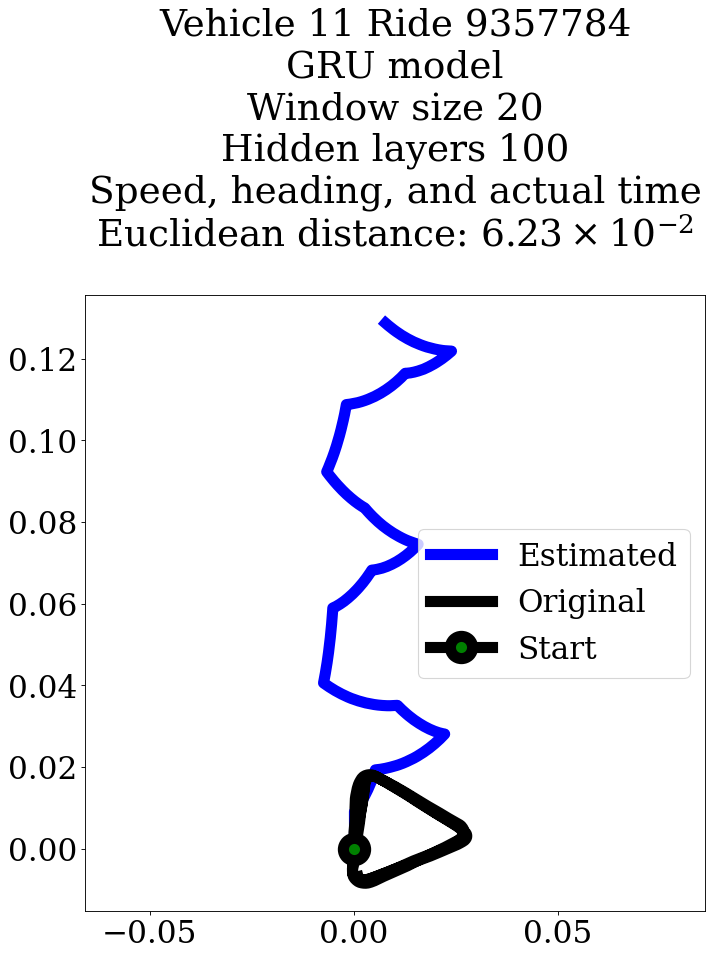 Vehicle 11 Ride 9357784
GRU model
Window size 20
Hidden layers 100
Speed, heading, and actual time
Euclidean distance: 6.23 × 10⁻²
0.12
0.10
0.08
0.06
0.04
0.02
0.00
Estimated
Original
Start
−0.05
0.00
0.05